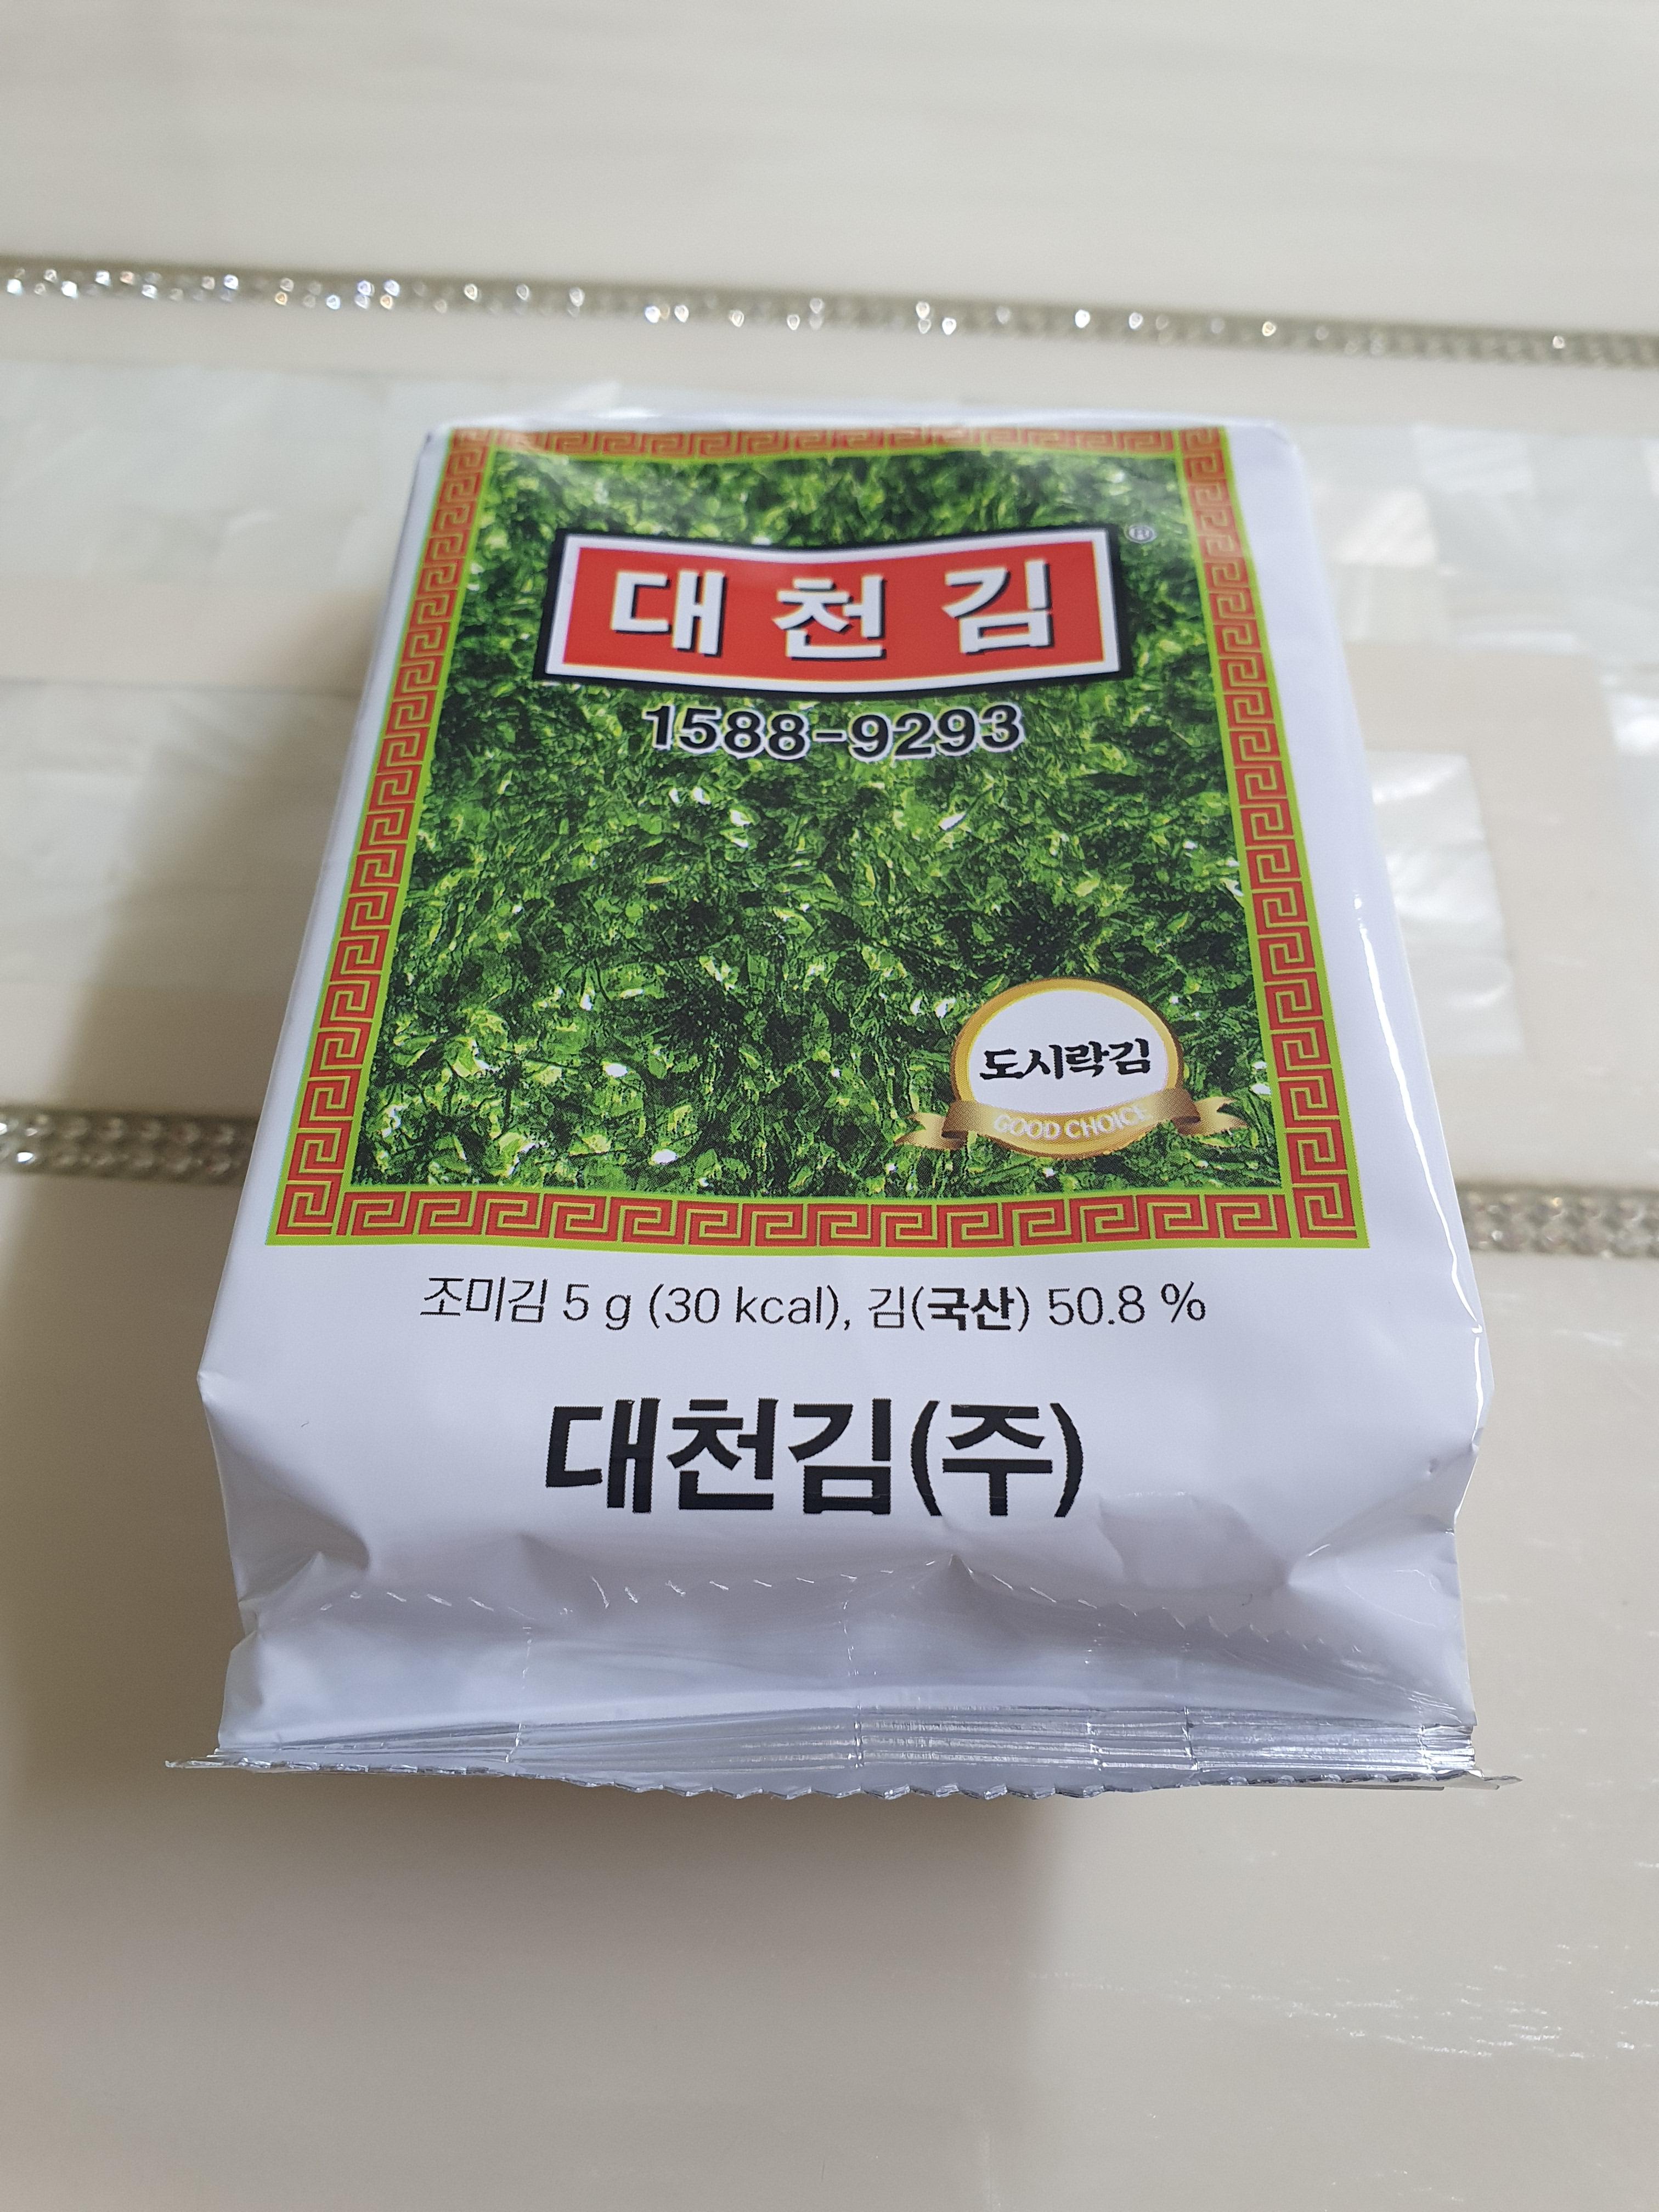 대천김®
1588-9293
도시락김
GOOD CHOICE
조미김 5 g (30 kcal), 김(국산) 50.8 %
대천김(주)